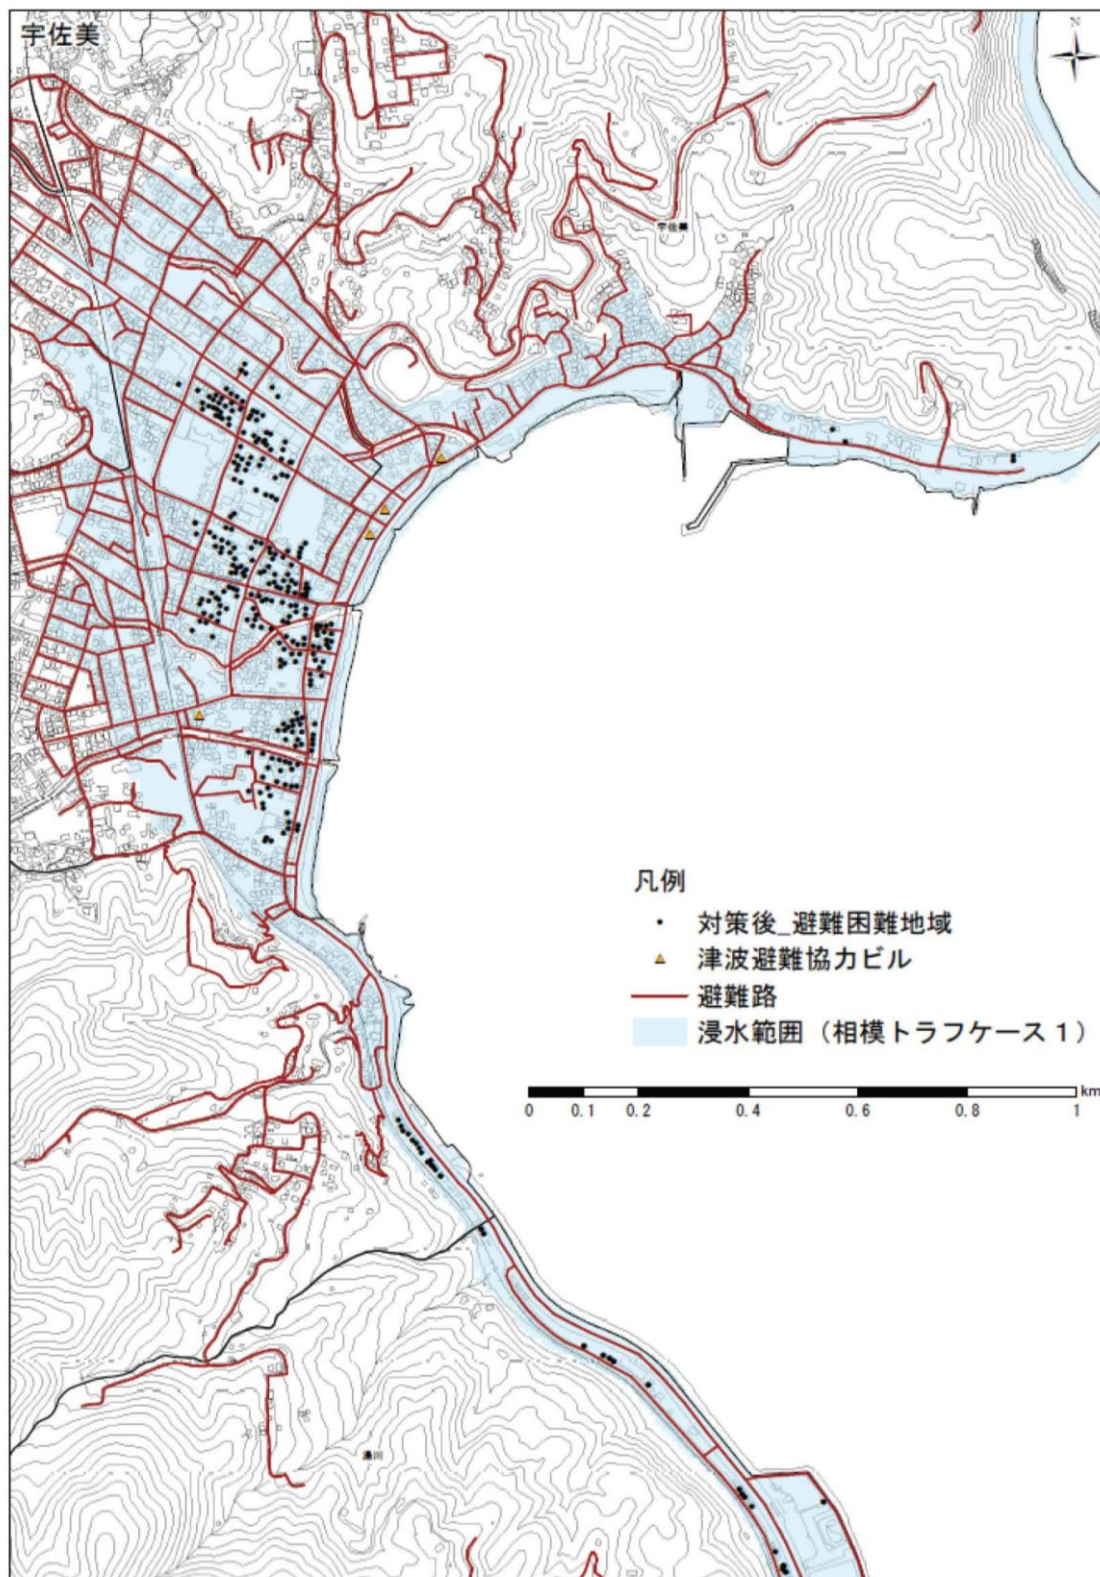 宇佐美
N
宇佐美
凡例
対策後_避難困難地域
津波避難協力ビル
避難路
浸水範囲（相模トラフケース１）
km
0 0.1 0.2 0.4 0.6 0.8 1
湯川